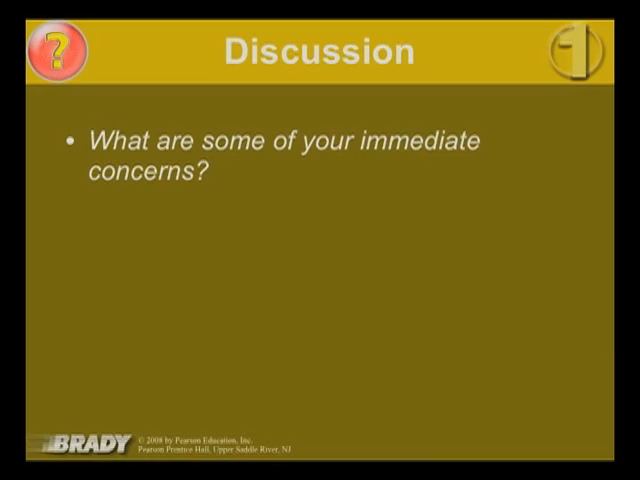 ?
Discussion
1
• What are some of your immediate
concerns?
BRADY
© 2008 by Pearson Education, Inc.
Pearson Prentice Hall, Upper Saddle River, NJ